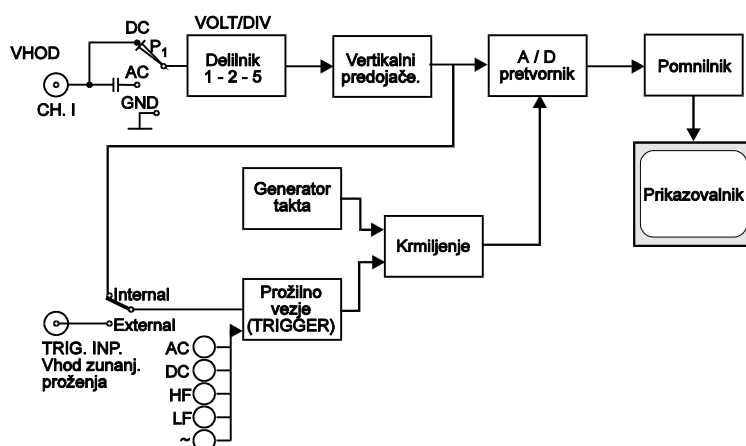 VHOD
CH. I
DC
P1
AC
GND
VOLT/DIV
Delilnik
1 - 2 - 5
Vertikalni
predojače.
A / D
pretvornik
Pomnilnik
Prikazovalnik
Generator
takta
Krmiljenje
Internal
External
Prožilno
vezje
(TRIGGER)
TRIG. INP.
Vhod zunanj.
proženja
AC
DC
HF
LF
~